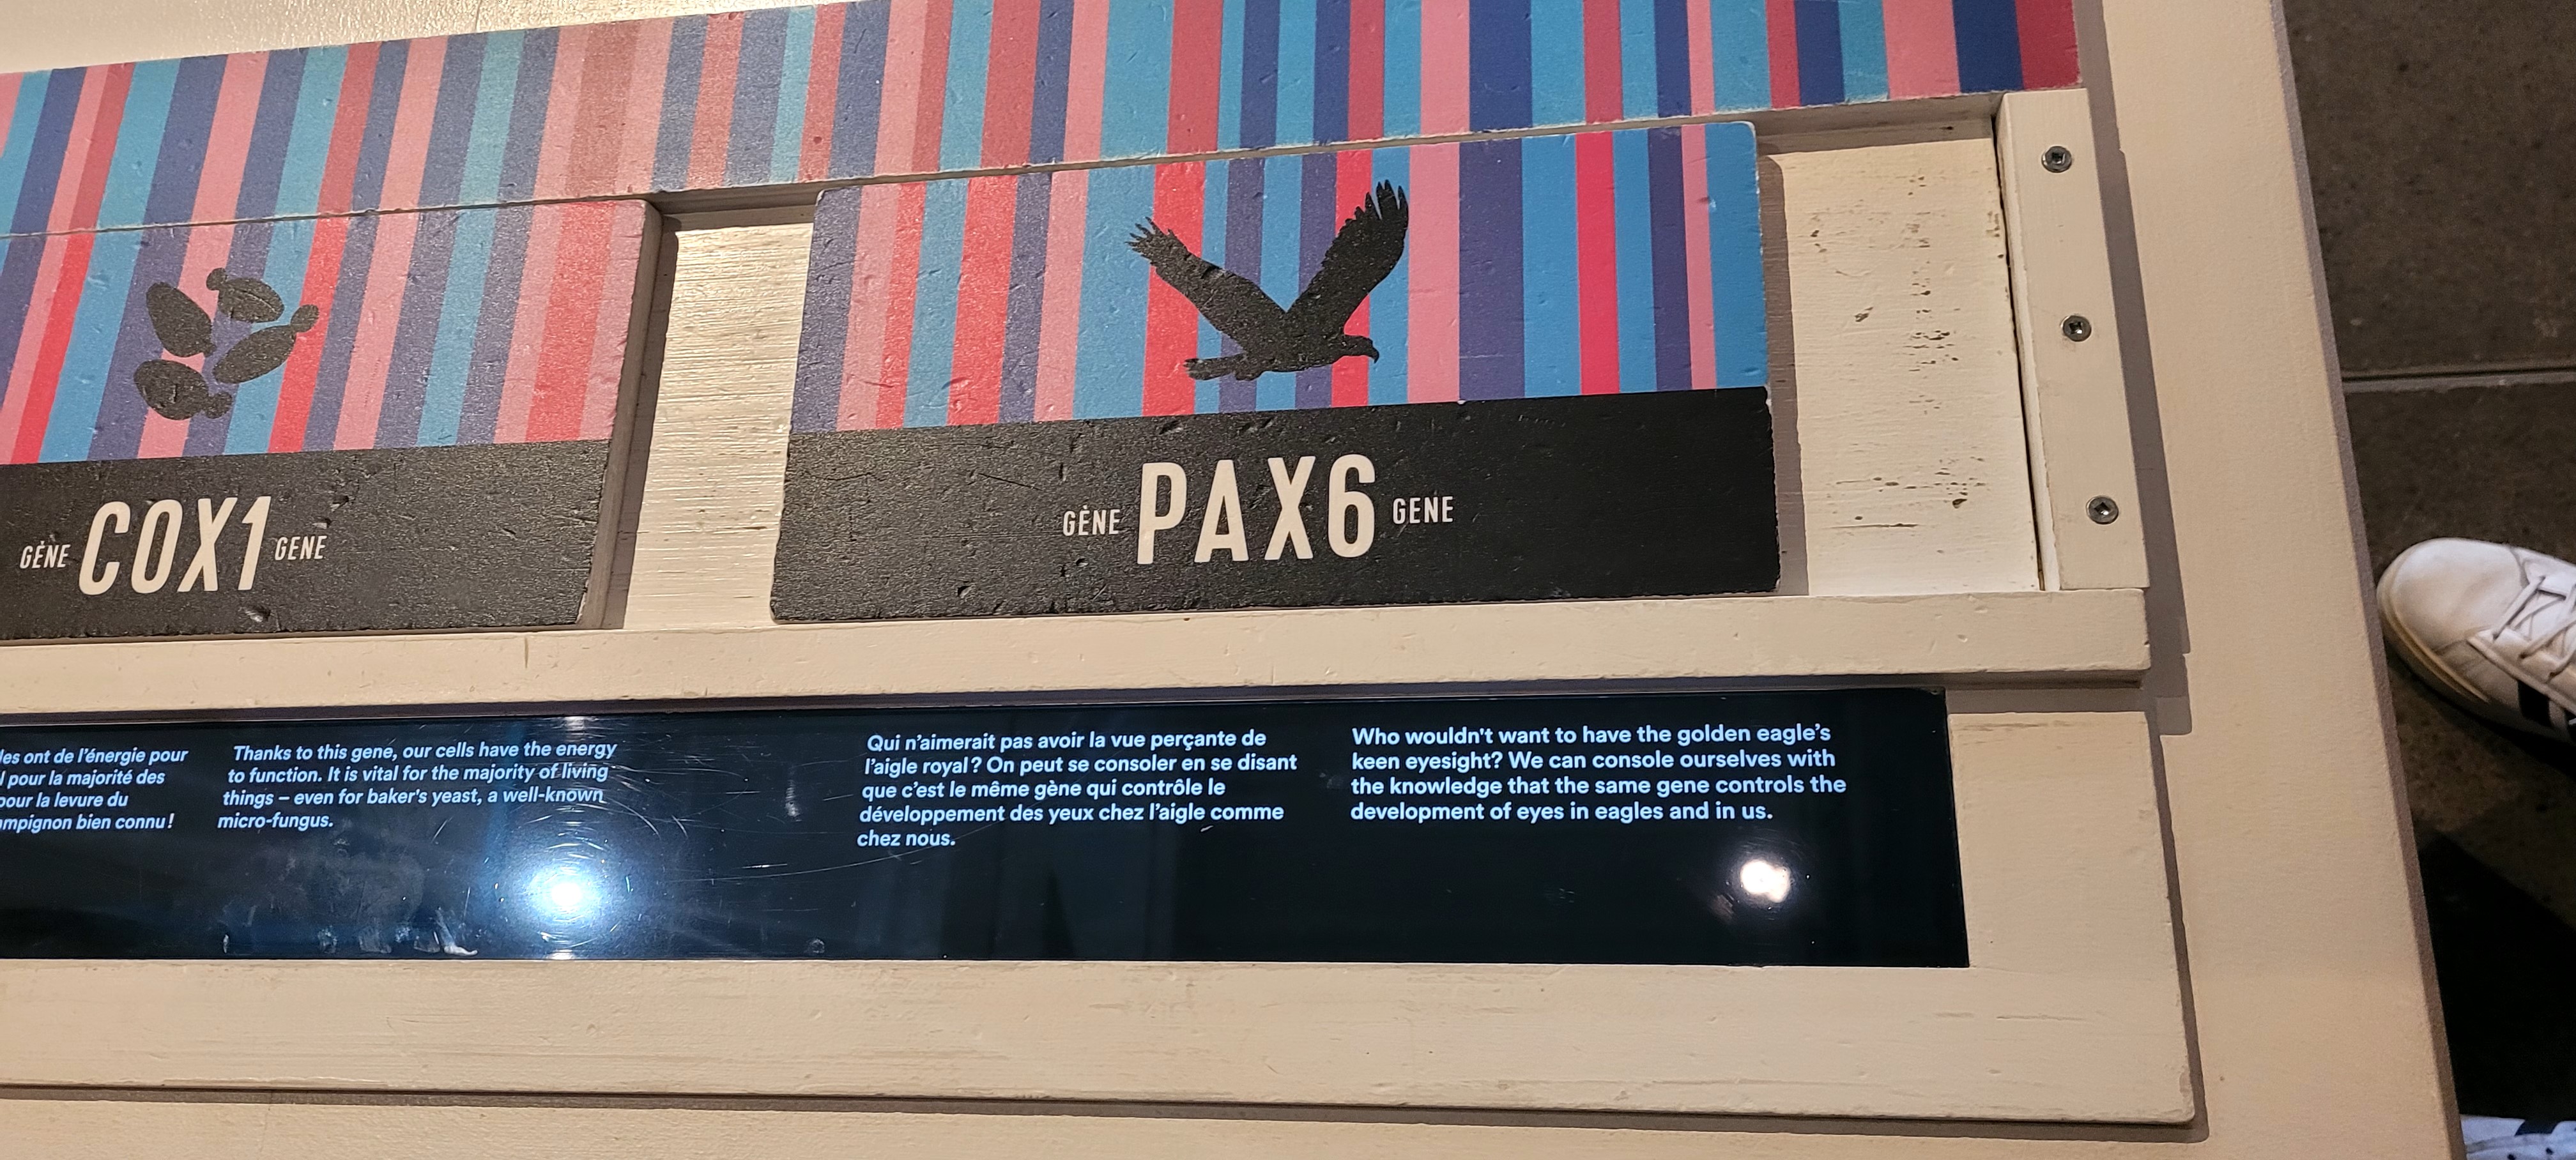 GÈNE COX1 GENE
GÈNE PAX6 GENE
ont de l'énergie pour
pour la majorité des
pour la levure du
bien connu !
Thanks to this gene, our cells have the energy
to function. It is vital for the majority of living
things – even for baker's yeast, a well-known
micro-fungus.
Qui n'aimerait pas avoir la vue perçante de
l'aigle royal ? On peut se consoler en se disant
que c'est le même gène qui contrôle le
développement des yeux chez l'aigle comme
chez nous.
Who wouldn't want to have the golden eagle's
keen eyesight? We can console ourselves with
the knowledge that the same gene controls the
development of eyes in eagles and in us.